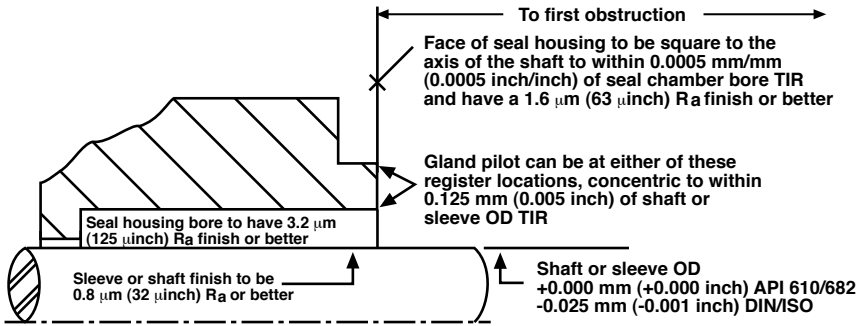 To first obstruction
Face of seal housing to be square to the
axis of the shaft to within 0.0005 mm/mm
(0.0005 inch/inch) of seal chamber bore TIR
and have a 1.6 µm (63 µinch) Ra finish or better
Gland pilot can be at either of these
register locations, concentric to within
0.125 mm (0.005 inch) of shaft or
sleeve OD TIR
Seal housing bore to have 3.2 µm
(125 µinch) Ra finish or better
Sleeve or shaft finish to be
0.8 µm (32 µinch) Ra or better
Shaft or sleeve OD
+0.000 mm (+0.000 inch) API 610/682
-0.025 mm (-0.001 inch) DIN/ISO